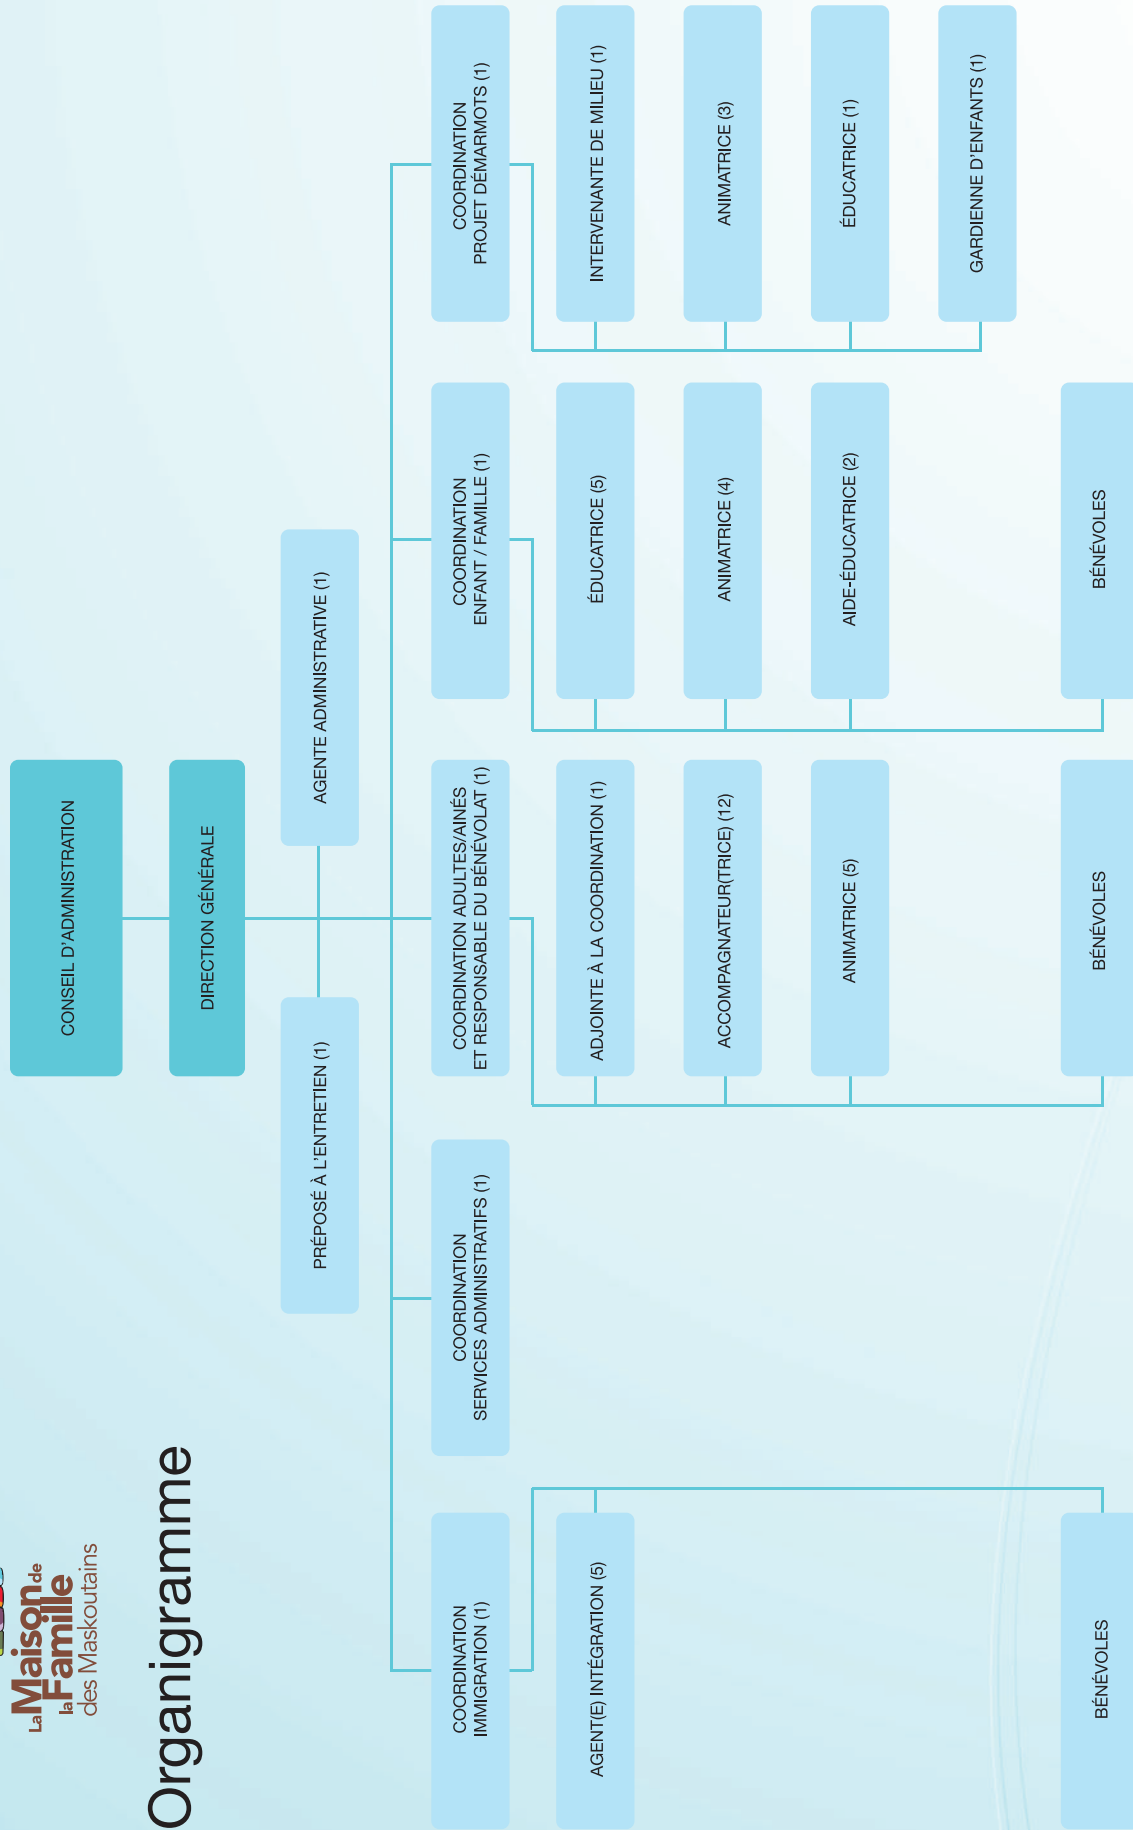 La Maison de
la Famille
des Maskoutains
Organigramme
CONSEIL D'ADMINISTRATION
DIRECTION GÉNÉRALE
PRÉPOSÉ À L'ENTRETIEN (1)
AGENTE ADMINISTRATIVE (1)
COORDINATION
IMMIGRATION (1)
AGENT(E) INTÉGRATION (5)
BÉNÉVOLES
COORDINATION
SERVICES ADMINISTRATIFS (1)
COORDINATION ADULTES/AINÉS
ET RESPONSABLE DU BÉNÉVOLAT (1)
ADJOINTE À LA COORDINATION (1)
ACCOMPAGNATEUR(TRICE) (12)
ANIMATRICE (5)
BÉNÉVOLES
COORDINATION
ENFANT / FAMILLE (1)
ÉDUCATRICE (5)
ANIMATRICE (4)
AIDE-ÉDUCATRICE (2)
BÉNÉVOLES
COORDINATION
PROJET DÉMARMOTS (1)
INTERVENANTE DE MILIEU (1)
ANIMATRICE (3)
ÉDUCATRICE (1)
GARDIENNE D'ENFANTS (1)